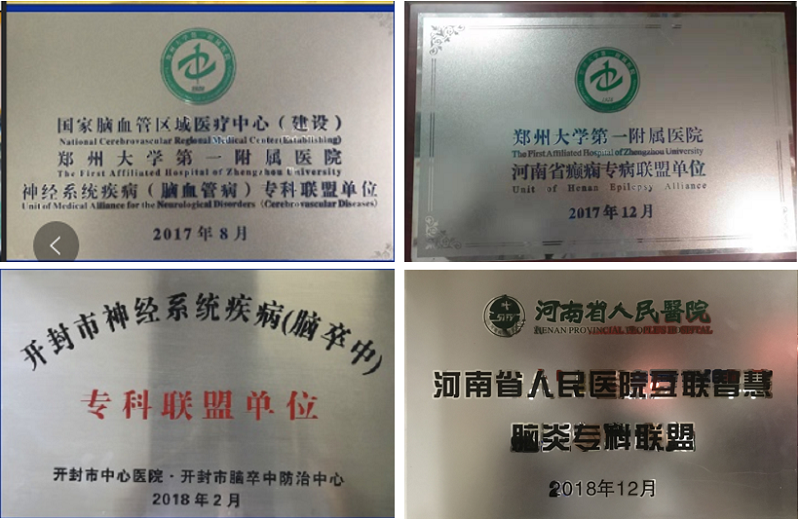 国家脑血管区域医疗中心（建设）
National Cerebrovascular Regional Medical Center(Establishing)
郑州大学第一附属医院
The First Affiliated Hospital of Zhengzhou University
神经系统疾病（脑血管病）专科联盟单位
Unit of Medical Alliance for the Neurological Disorders (Cerebrovascular Diseases)
2017年8月
郑州大学第一附属医院
The First Affiliated Hospital of Zhengzhou University
河南省癫痫专病联盟单位
Unit of Henan Epilepsy Alliance
2017年12月
开封市神经系统疾病(脑卒中)
专科联盟单位
开封市中心医院·开封市脑卒中防治中心
2018年2月
河南省人民醫院
HENAN PROVINCIAL PEOPLE'S HOSPITAL
河南省人民医院互联智慧
脑炎专科联盟
2018年12月